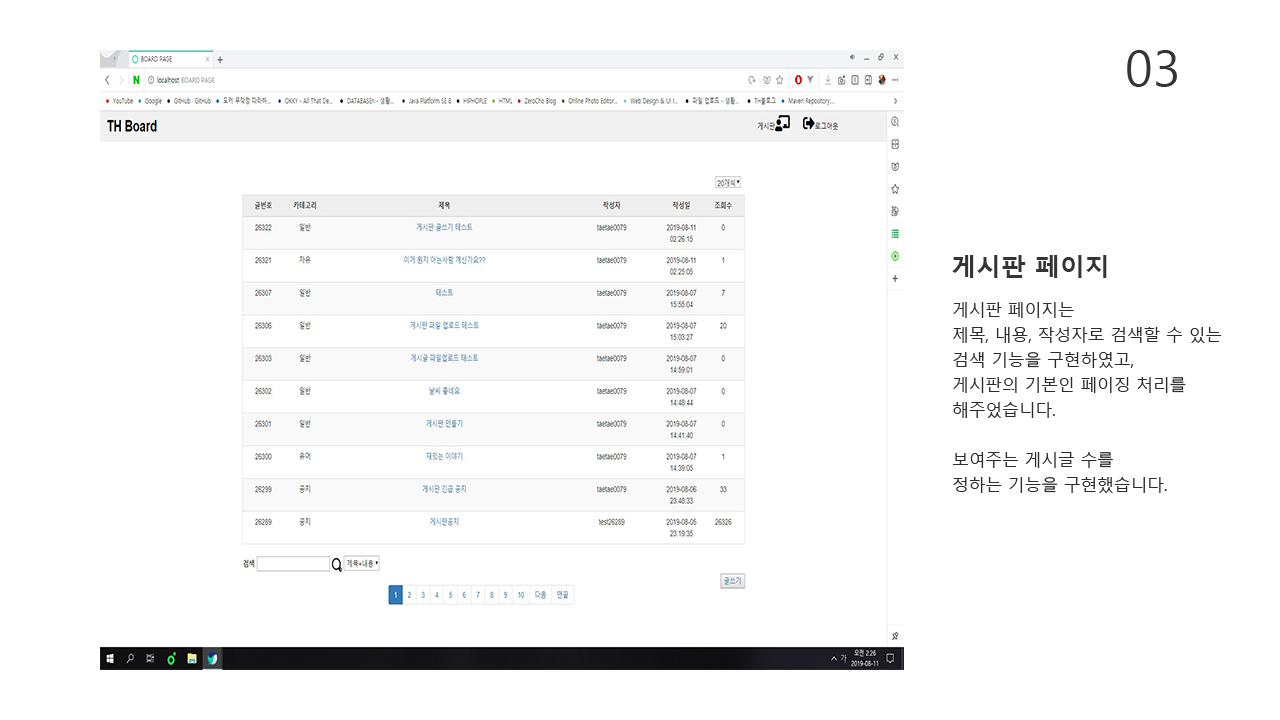 03
BOARD PAGE
localhost BOARD PAGE
YouTube Google GitHub · GitHub 도커 무작정 따라하... OKKY - All That De... DATABASEn - 생활... Java Platform SE 8 HIPHOPLE HTML ZeroCho Blog Online Photo Editor... Web Design & UI I... 파일 업로드 - 생활... TH블로그 Maven Repository:...
TH Board
게시판 로그아웃
20개씩
글번호 카테고리 제목 작성자 작성일 조회수
26322 일반 게시판 글쓰기 테스트 taetae0079 2019-08-11 0
02:26:15
26321 자유 이거 뭔지 아는사람 계신가요?? taetae0079 2019-08-11 1
02:25:05
26307 일반 테스트 taetae0079 2019-08-07 7
15:55:04
26306 일반 게시판 파일 업로드 테스트 taetae0079 2019-08-07 20
15:03:27
26303 일반 게시글 파일업로드 테스트 taetae0079 2019-08-07 0
14:59:01
26302 일반 날씨 좋네요 taetae0079 2019-08-07 0
14:48:44
26301 일반 게시판 만들기 taetae0079 2019-08-07 0
14:41:40
26300 유머 재밌는 이야기 taetae0079 2019-08-07 1
14:39:05
26299 공지 게시판 긴급 공지 taetae0079 2019-08-06 33
23:48:33
26289 공지 게시판공지 test26289 2019-08-05 26326
23:19:35
검색 제목+내용
글쓰기
1 2 3 4 5 6 7 8 9 10 다음 맨끝
가 오전 2:26
2019-08-11
게시판 페이지
게시판 페이지는
제목, 내용, 작성자로 검색할 수 있는
검색 기능을 구현하였고,
게시판의 기본인 페이징 처리를
해주었습니다.
보여주는 게시글 수를
정하는 기능을 구현했습니다.